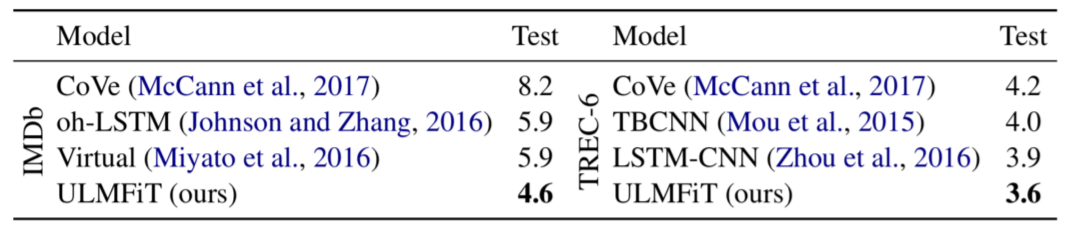 Model Test Model Test
IMDb
CoVe (McCann et al., 2017) 8.2
oh-LSTM (Johnson and Zhang, 2016) 5.9
Virtual (Miyato et al., 2016) 5.9
ULMFiT (ours) 4.6
TREC-6
CoVe (McCann et al., 2017) 4.2
TBCNN (Mou et al., 2015) 4.0
LSTM-CNN (Zhou et al., 2016) 3.9
ULMFiT (ours) 3.6